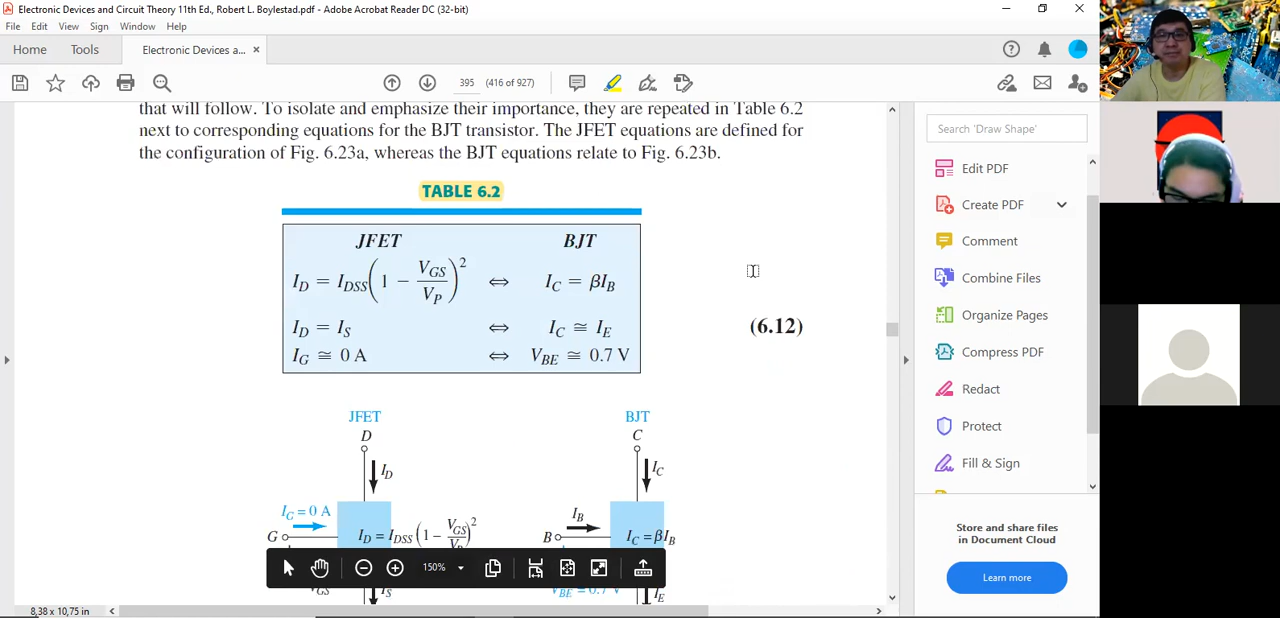 Electronic Devices and Circuit Theory 11th Ed., Robert L. Boylestad.pdf - Adobe Acrobat Reader DC (32-bit)
File Edit View Sign Window Help
Home Tools Electronic Devices a... ×
395 (416 of 927)
that will follow. To isolate and emphasize their importance, they are repeated in Table 6.2
next to corresponding equations for the BJT transistor. The JFET equations are defined for
the configuration of Fig. 6.23a, whereas the BJT equations relate to Fig. 6.23b.
TABLE 6.2
JFET BJT
I_D = I_DSS(1 − V_GS/V_P)² ⇔ I_C = βI_B
I_D = I_S ⇔ I_C ≅ I_E
I_G ≅ 0 A ⇔ V_BE ≅ 0.7 V
(6.12)
JFET BJT
D C
I_D I_C
I_G = 0 A I_B
G I_D = I_DSS(1 − V_GS/V_P)² B I_C = βI_B
150%
V_GS I_S V_BE = 0.7 V I_E
8,38 x 10,75 in
Search 'Draw Shape'
Edit PDF
Create PDF
Comment
Combine Files
Organize Pages
Compress PDF
Redact
Protect
Fill & Sign
Store and share files
in Document Cloud
Learn more